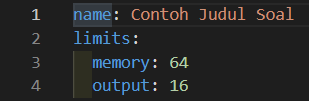 1 name: Contoh Judul Soal
2 limits:
3 memory: 64
4 output: 16